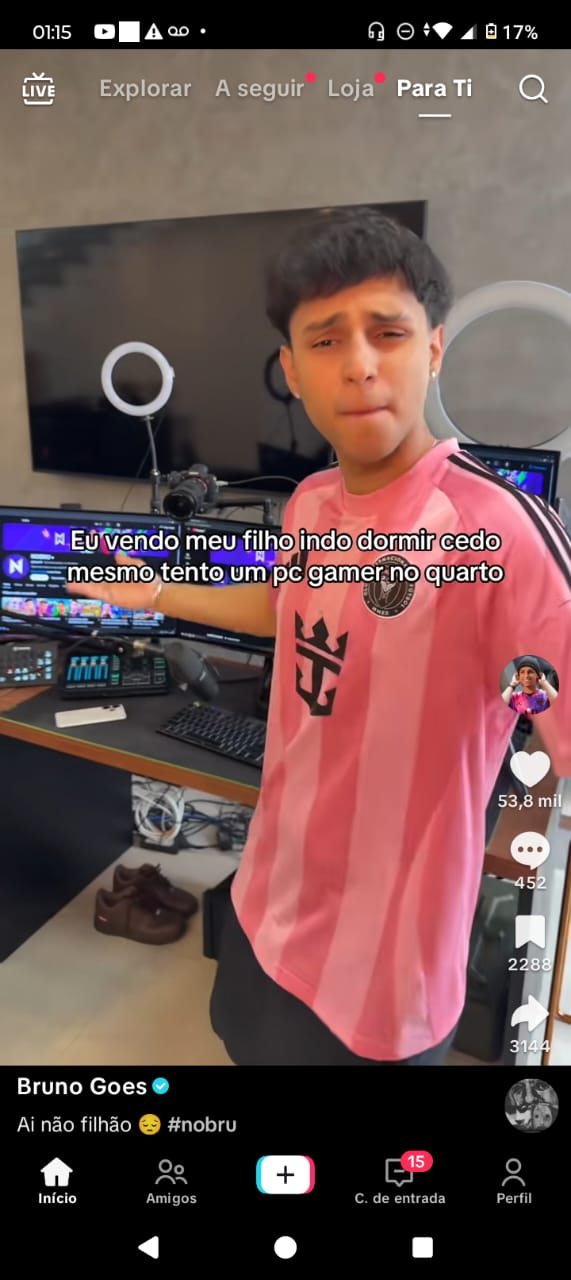 01:15
17%
LIVE
Explorar
A seguir
Loja
Para Ti
Eu vendo meu filho indo dormir cedo
mesmo tento um pc gamer no quarto
53,8 mil
452
2288
3144
Bruno Goes
Ai não filhão 😔 #nobru
Início
Amigos
15
C. de entrada
Perfil